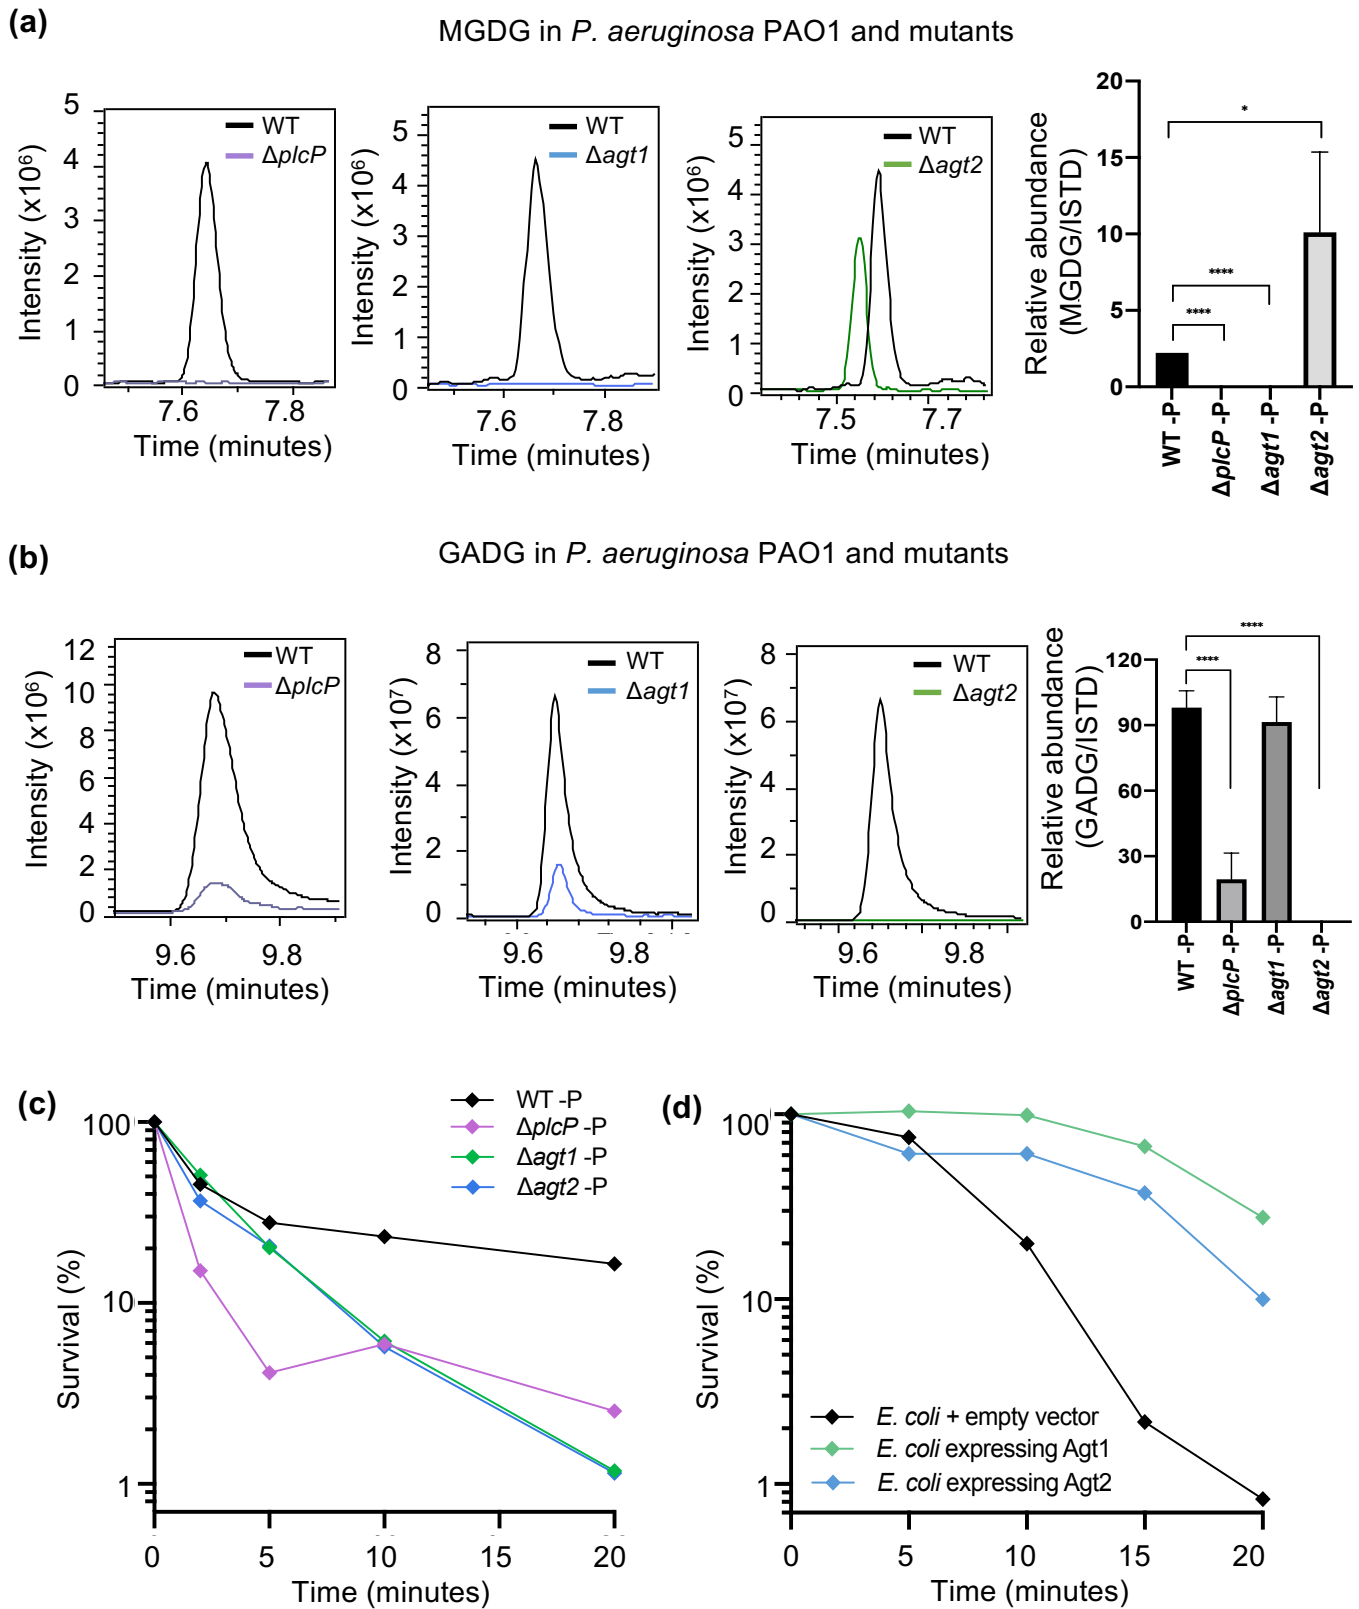 (a)
MGDG in P. aeruginosa PAO1 and mutants
Intensity (x10⁶)
5
4
3
2
1
0
WT
ΔplcP
7.6 7.8
Time (minutes)
Intensity (x10⁶)
5
4
3
2
1
0
WT
Δagt1
7.6 7.8
Time (minutes)
Intensity (x10⁶)
5
4
3
2
1
0
WT
Δagt2
7.5 7.7
Time (minutes)
Relative abundance
(MGDG/ISTD)
20
15
10
5
0
*
****
****
WT -P
ΔplcP -P
Δagt1 -P
Δagt2 -P
(b)
GADG in P. aeruginosa PAO1 and mutants
Intensity (x10⁶)
12
10
8
6
4
2
0
WT
ΔplcP
9.6 9.8
Time (minutes)
Intensity (x10⁷)
8
6
4
2
0
WT
Δagt1
9.6 9.8
Time (minutes)
Intensity (x10⁷)
8
6
4
2
0
WT
Δagt2
9.6 9.8
Time (minutes)
Relative abundance
(GADG/ISTD)
120
90
60
30
0
****
****
WT -P
ΔplcP -P
Δagt1 -P
Δagt2 -P
(c)
WT -P
ΔplcP -P
Δagt1 -P
Δagt2 -P
Survival (%)
100
10
1
0 5 10 15 20
Time (minutes)
(d)
Survival (%)
100
10
1
E. coli + empty vector
E. coli expressing Agt1
E. coli expressing Agt2
0 5 10 15 20
Time (minutes)